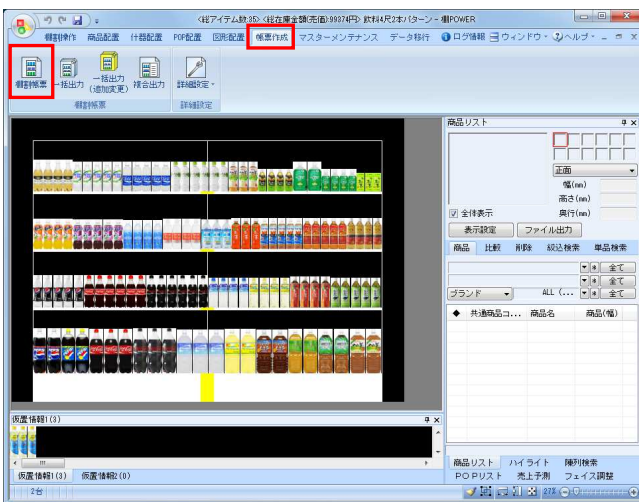 <総アイテム数:35> <総在庫金額(売価):99374円> 飲料4尺2本パターン - 棚POWER
棚割操作 商品配置 什器配置 POP配置 図形配置 帳票作成 マスターメンテナンス データ移行 ログ情報 ウィンドウ ヘルプ
棚割帳票 一括出力 一括出力(追加変更) 複合出力 詳細設定
棚割帳票 詳細設定
商品リスト
正面
幅(mm)
高さ(mm)
全体表示 奥行(mm)
表示設定 ファイル出力
商品 比較 削除 絞込検索 単品検索
全て
全て
ブランド ALL (... 全て
◆ 共通商品コ... 商品名 商品(幅)
仮置情報1(3)
仮置情報1(3) 仮置情報2(0)
商品リスト ハイライト 陳列検索
POPリスト 売上予測 フェイス調整
2台 27%